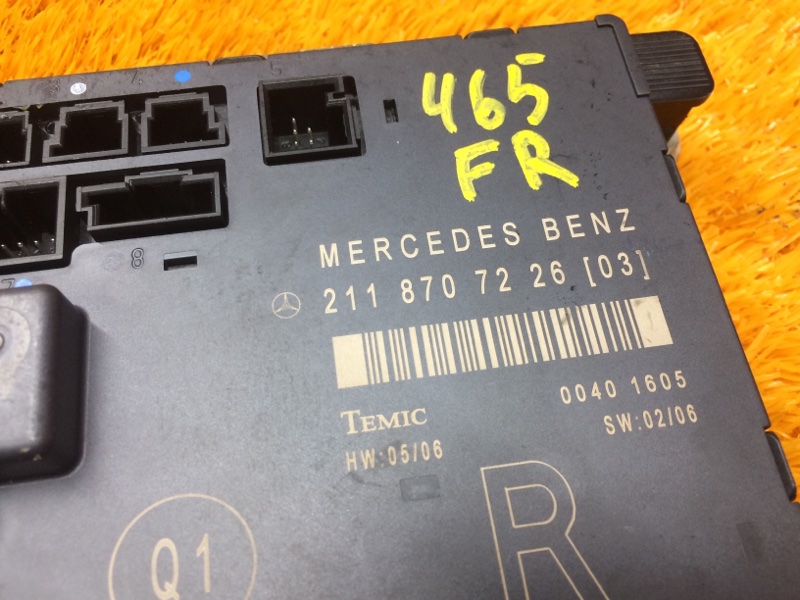 465
FR
8
MERCEDES BENZ
211 870 72 26 [03]
0040 1605
TEMIC
SW:02/06
HW:05/06
R
Q1